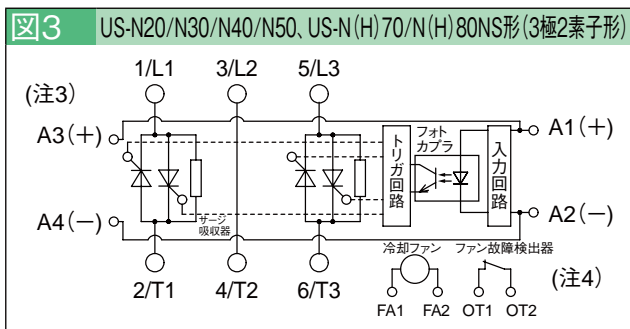 図3 US-N20/N30/N40/N50、US-N(H)70/N(H)80NS形(3極2素子形)
1/L1 3/L2 5/L3
(注3)
A3(+)
トリガ回路
フォトカプラ
入力回路
A1(+)
A4(−)
サージ吸収器
A2(−)
冷却ファン ファン故障検出器
2/T1 4/T2 6/T3
(注4)
FA1 FA2 OT1 OT2